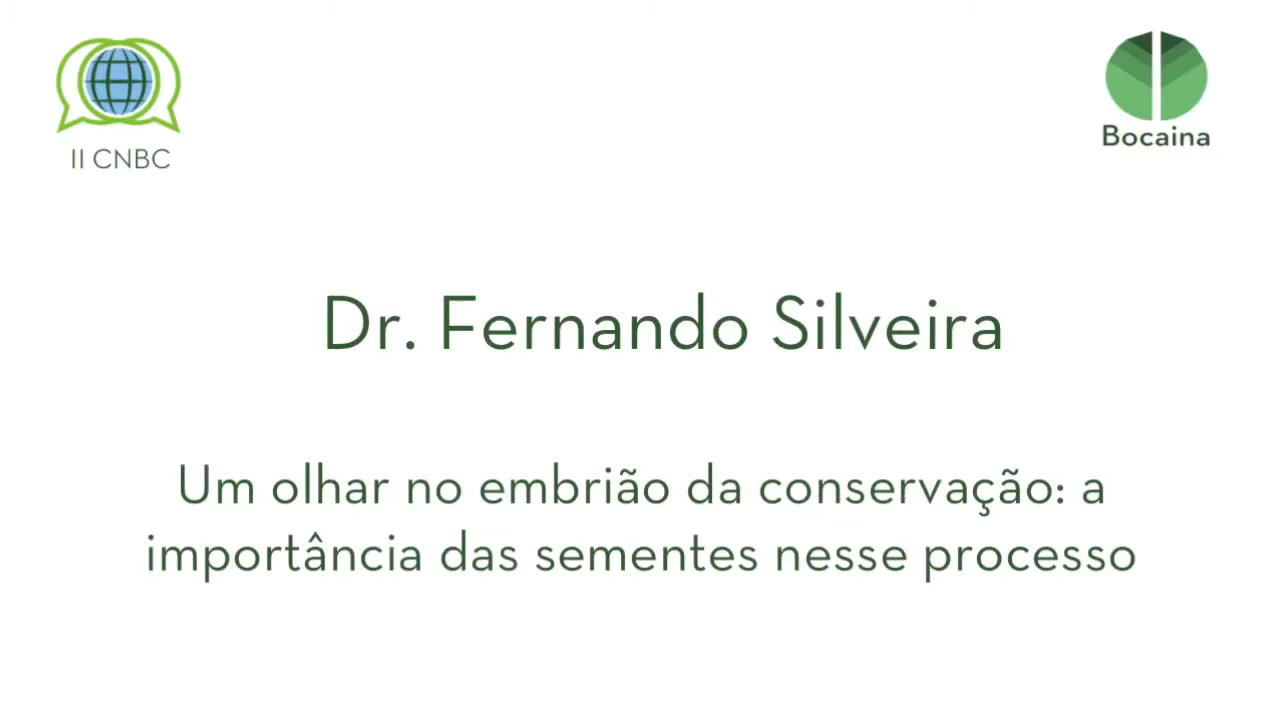 II CNBC
Bocaina
Dr. Fernando Silveira
Um olhar no embrião da conservação: a
importância das sementes nesse processo